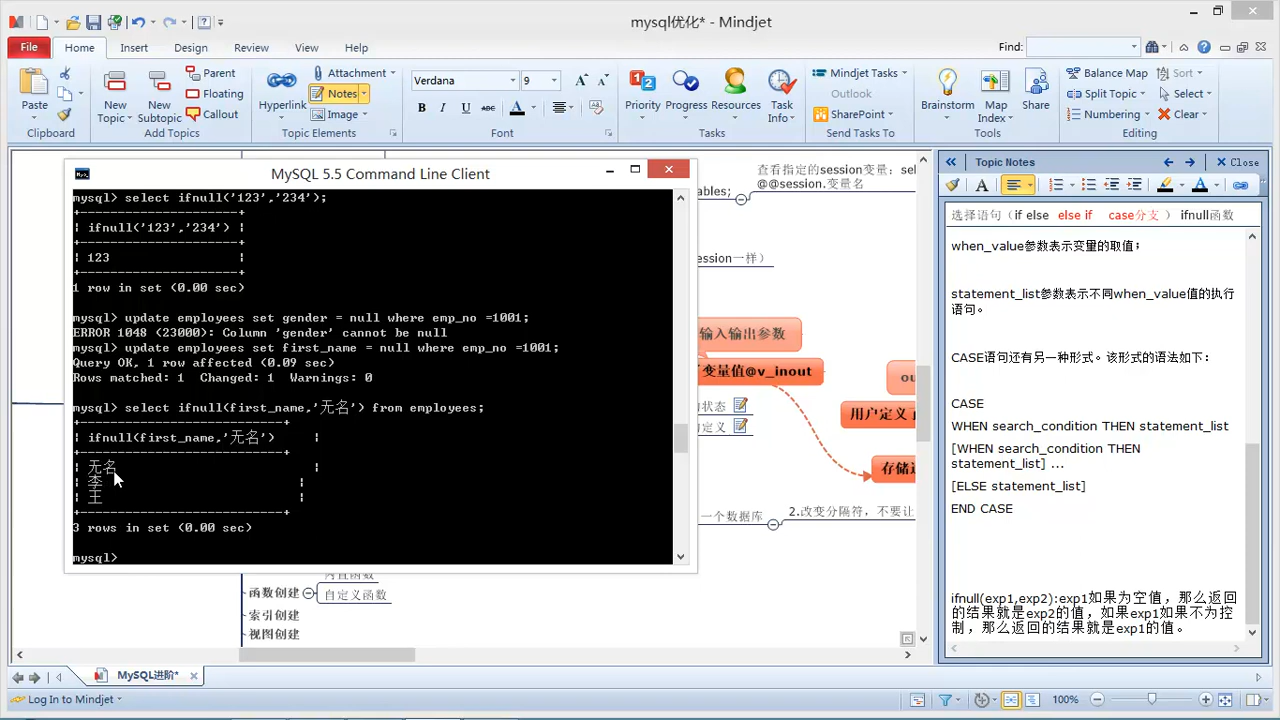 mysql优化* - Mindjet
File Home Insert Design Review View Help Find:
Paste
Clipboard
New Topic New Subtopic Parent Floating Callout
Add Topics
Hyperlink Attachment Notes Image
Topic Elements
Verdana 9
B I U abc A
Font
Priority Progress Resources Task Info
Tasks
Mindjet Tasks
Outlook
SharePoint
Send Tasks To
Brainstorm Map Index Share
Tools
Balance Map Sort
Split Topic Select
Numbering Clear
Editing
MySQL 5.5 Command Line Client
mysql> select ifnull('123','234');
+----------------------+
| ifnull('123','234') |
+----------------------+
| 123 |
+----------------------+
1 row in set (0.00 sec)
mysql> update employees set gender = null where emp_no =1001;
ERROR 1048 (23000): Column 'gender' cannot be null
mysql> update employees set first_name = null where emp_no =1001;
Query OK, 1 row affected (0.09 sec)
Rows matched: 1 Changed: 1 Warnings: 0
mysql> select ifnull(first_name,'无名') from employees;
+----------------------------+
| ifnull(first_name,'无名') |
+----------------------------+
| 无名 |
| 李 |
| 王 |
+----------------------------+
3 rows in set (0.00 sec)
mysql>
查看指定的session变量: sel
ables; @@session.变量名
ession一样)
输入输出参数
变量值@v_inout
ou
的状态
用户定义
的定义
存储过
一个数据库
2.改变分隔符，不要让
内置函数
函数创建
自定义函数
索引创建
视图创建
Topic Notes Close
选择语句（if else else if case分支 ）ifnull函数
when_value参数表示变量的取值；
statement_list参数表示不同when_value值的执行
语句。
CASE语句还有另一种形式。该形式的语法如下：
CASE
WHEN search_condition THEN statement_list
[WHEN search_condition THEN
statement_list] ...
[ELSE statement_list]
END CASE
ifnull(exp1,exp2):exp1如果为空值，那么返回
的结果就是exp2的值，如果exp1如果不为控
制，那么返回的结果就是exp1的值。
MySQL进阶*
Log In to Mindjet 100%